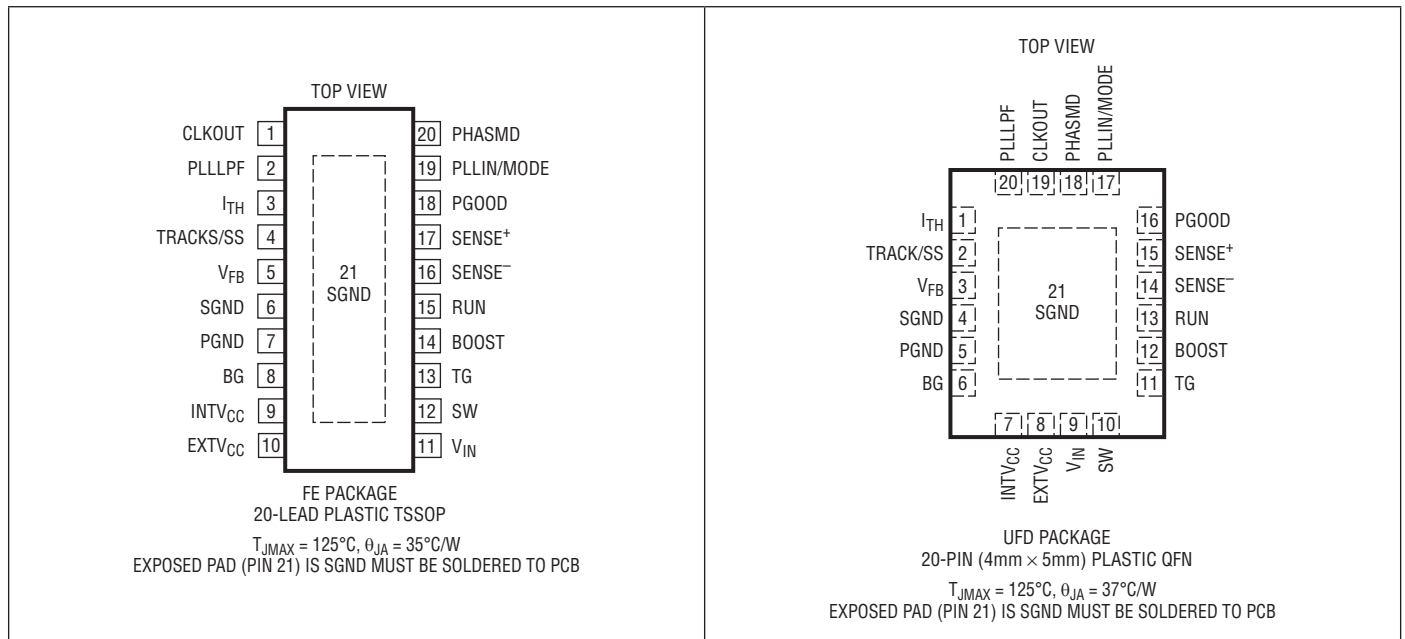 TOP VIEW
CLKOUT 1 20 PHASMD
PLLLPF 2 19 PLLIN/MODE
ITH 3 18 PGOOD
TRACKS/SS 4 17 SENSE+
VFB 5 16 SENSE–
SGND 6 15 RUN
PGND 7 14 BOOST
BG 8 13 TG
INTVCC 9 12 SW
EXTVCC 10 11 VIN
21
SGND
FE PACKAGE
20-LEAD PLASTIC TSSOP
TJMAX = 125°C, θJA = 35°C/W
EXPOSED PAD (PIN 21) IS SGND MUST BE SOLDERED TO PCB
TOP VIEW
PLLLPF CLKOUT PHASMD PLLIN/MODE
20 19 18 17
ITH 1 16 PGOOD
TRACK/SS 2 15 SENSE+
VFB 3 14 SENSE–
SGND 4 13 RUN
PGND 5 12 BOOST
BG 6 11 TG
21
SGND
7 8 9 10
INTVCC EXTVCC VIN SW
UFD PACKAGE
20-PIN (4mm × 5mm) PLASTIC QFN
TJMAX = 125°C, θJA = 37°C/W
EXPOSED PAD (PIN 21) IS SGND MUST BE SOLDERED TO PCB